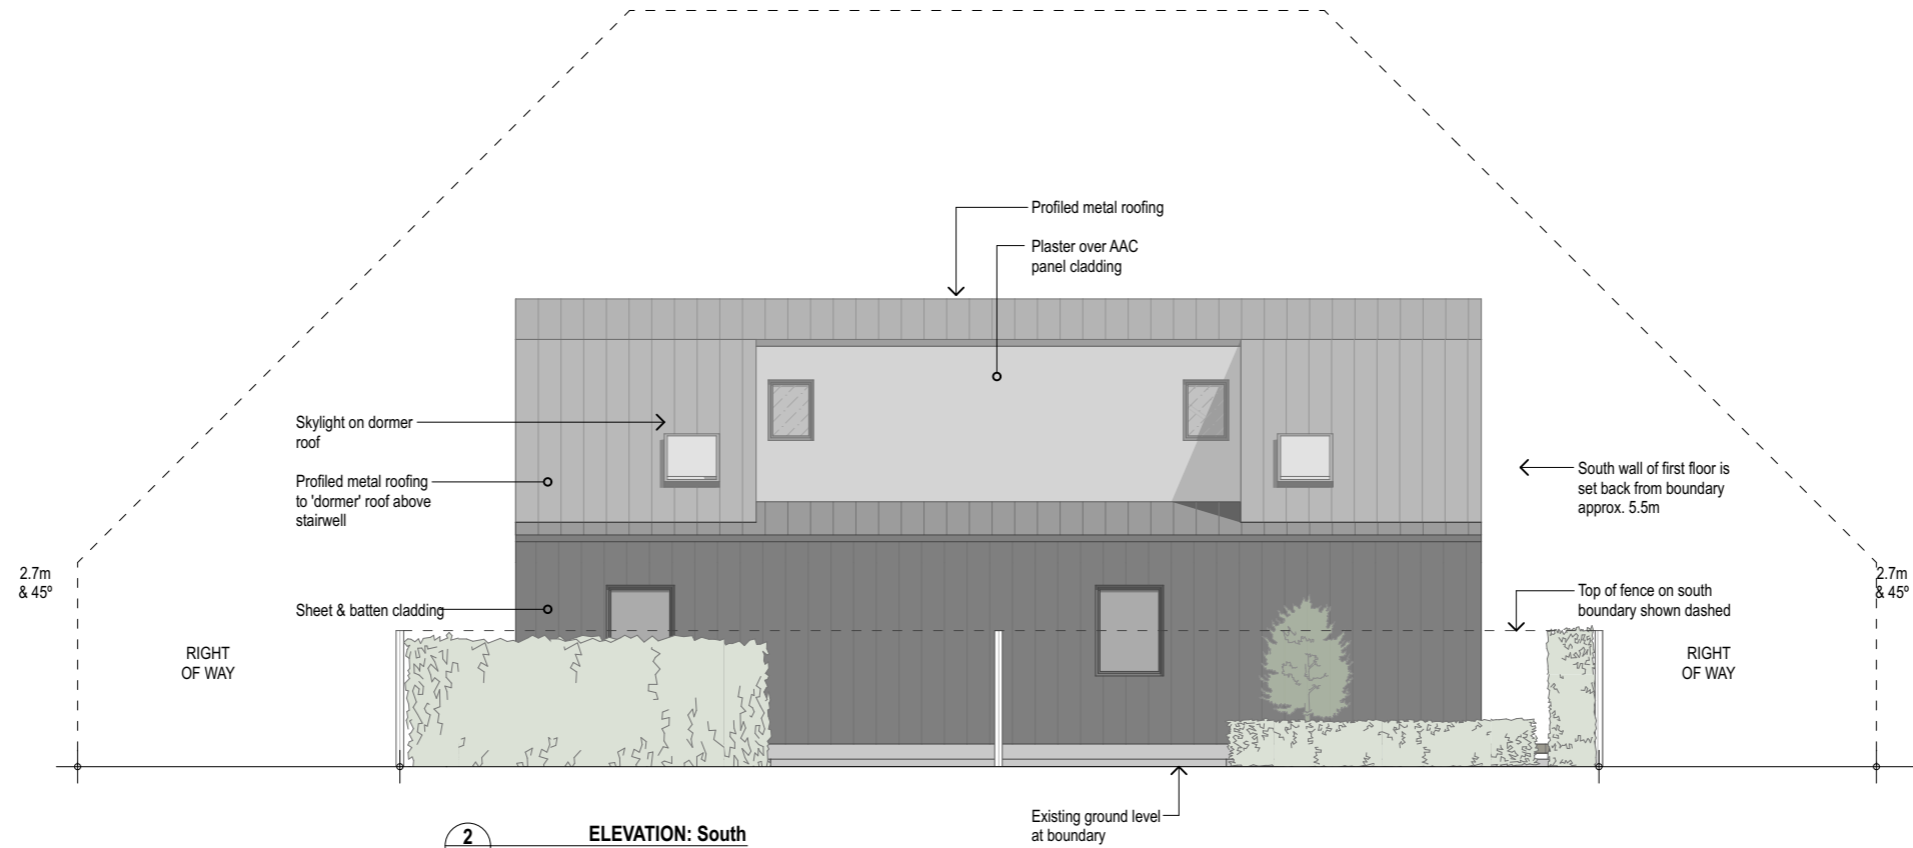 Profiled metal roofing
Plaster over AAC
panel cladding
Skylight on dormer
roof
Profiled metal roofing
to 'dormer' roof above
stairwell
South wall of first floor is
set back from boundary
approx. 5.5m
2.7m
& 45º
2.7m
& 45º
Sheet & batten cladding
Top of fence on south
boundary shown dashed
RIGHT
OF WAY
RIGHT
OF WAY
Existing ground level
at boundary
2
ELEVATION: South